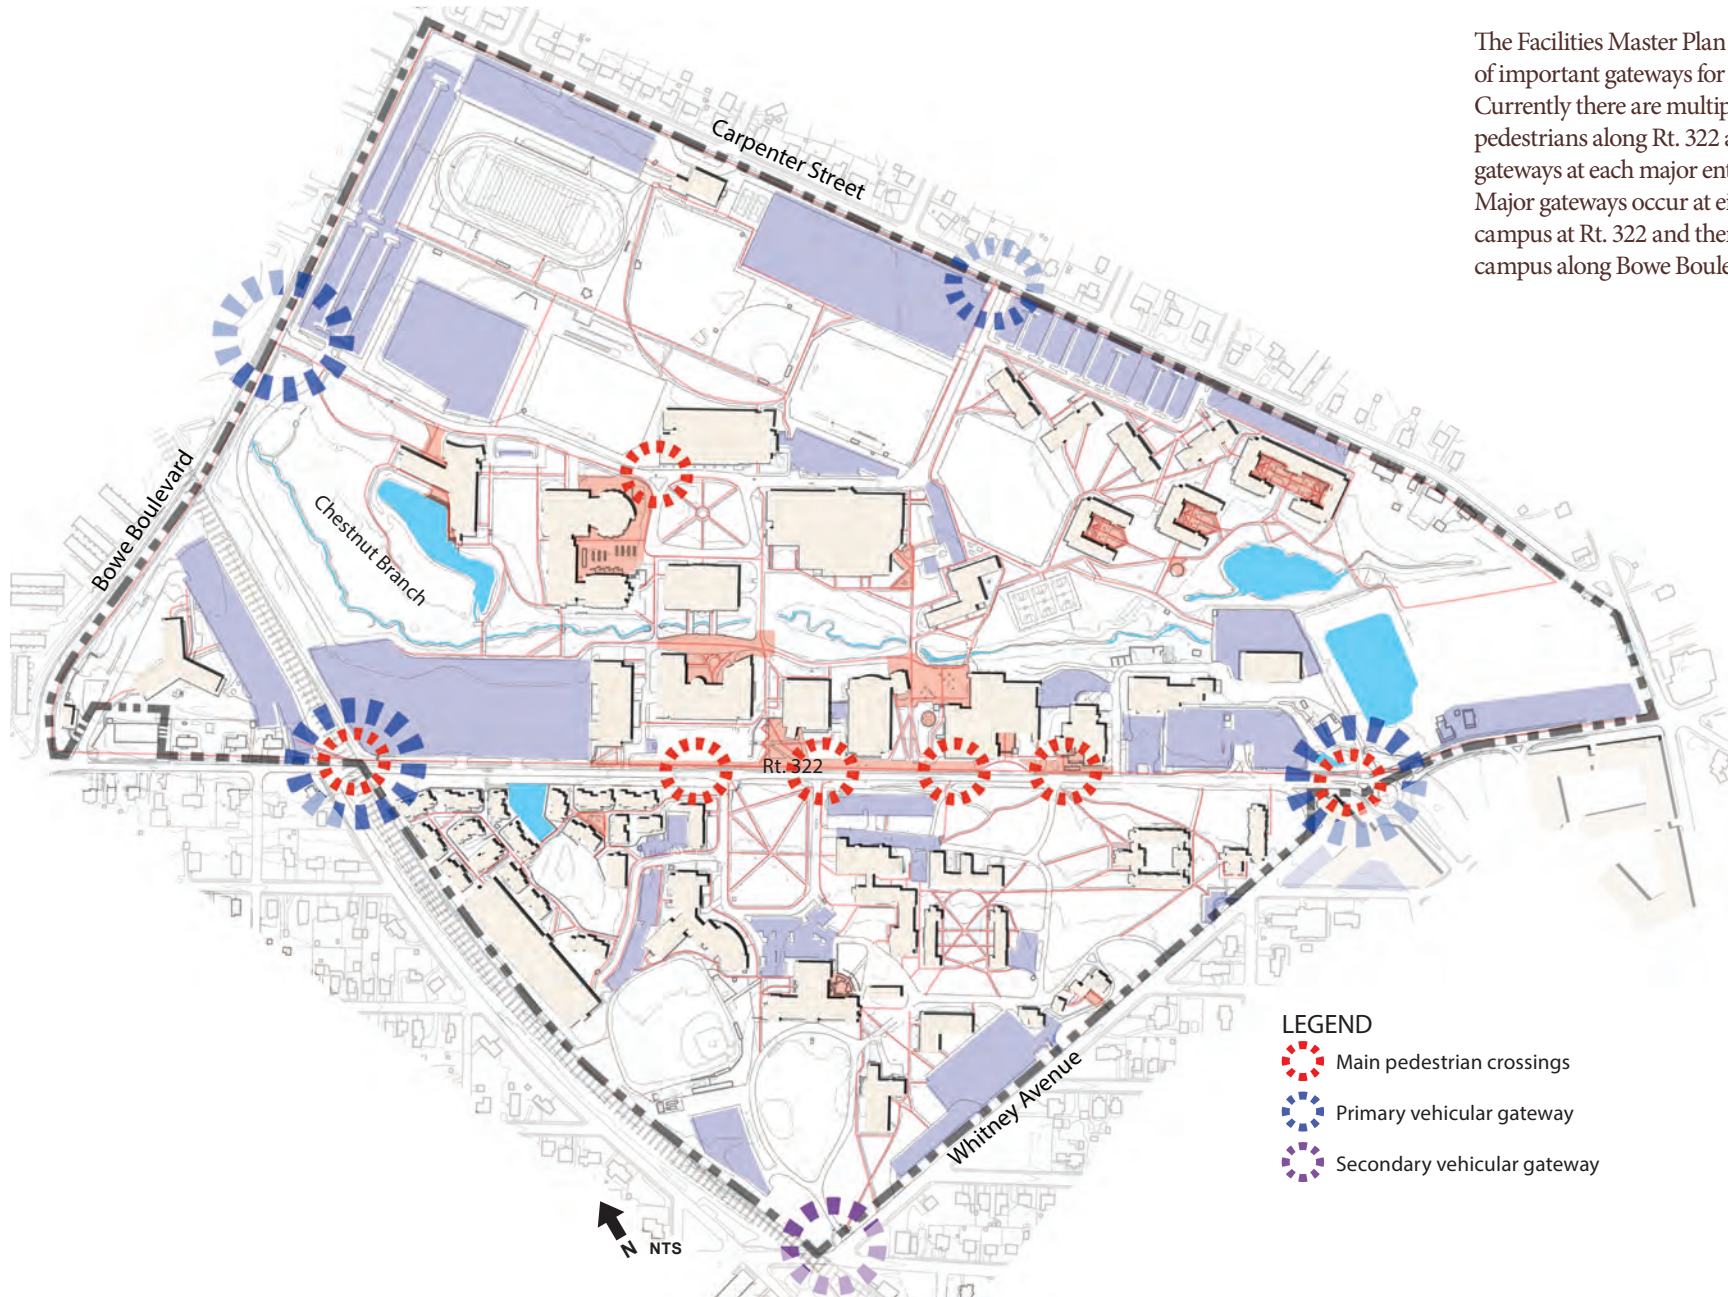 The Facilities Master Plan
of important gateways for
Currently there are multip
pedestrians along Rt. 322 a
gateways at each major ent
Major gateways occur at ei
campus at Rt. 322 and ther
campus along Bowe Boule
Carpenter Street
Bowe Boulevard
Chestnut Branch
Rt. 322
Whitney Avenue
LEGEND
Main pedestrian crossings
Primary vehicular gateway
Secondary vehicular gateway
N NTS